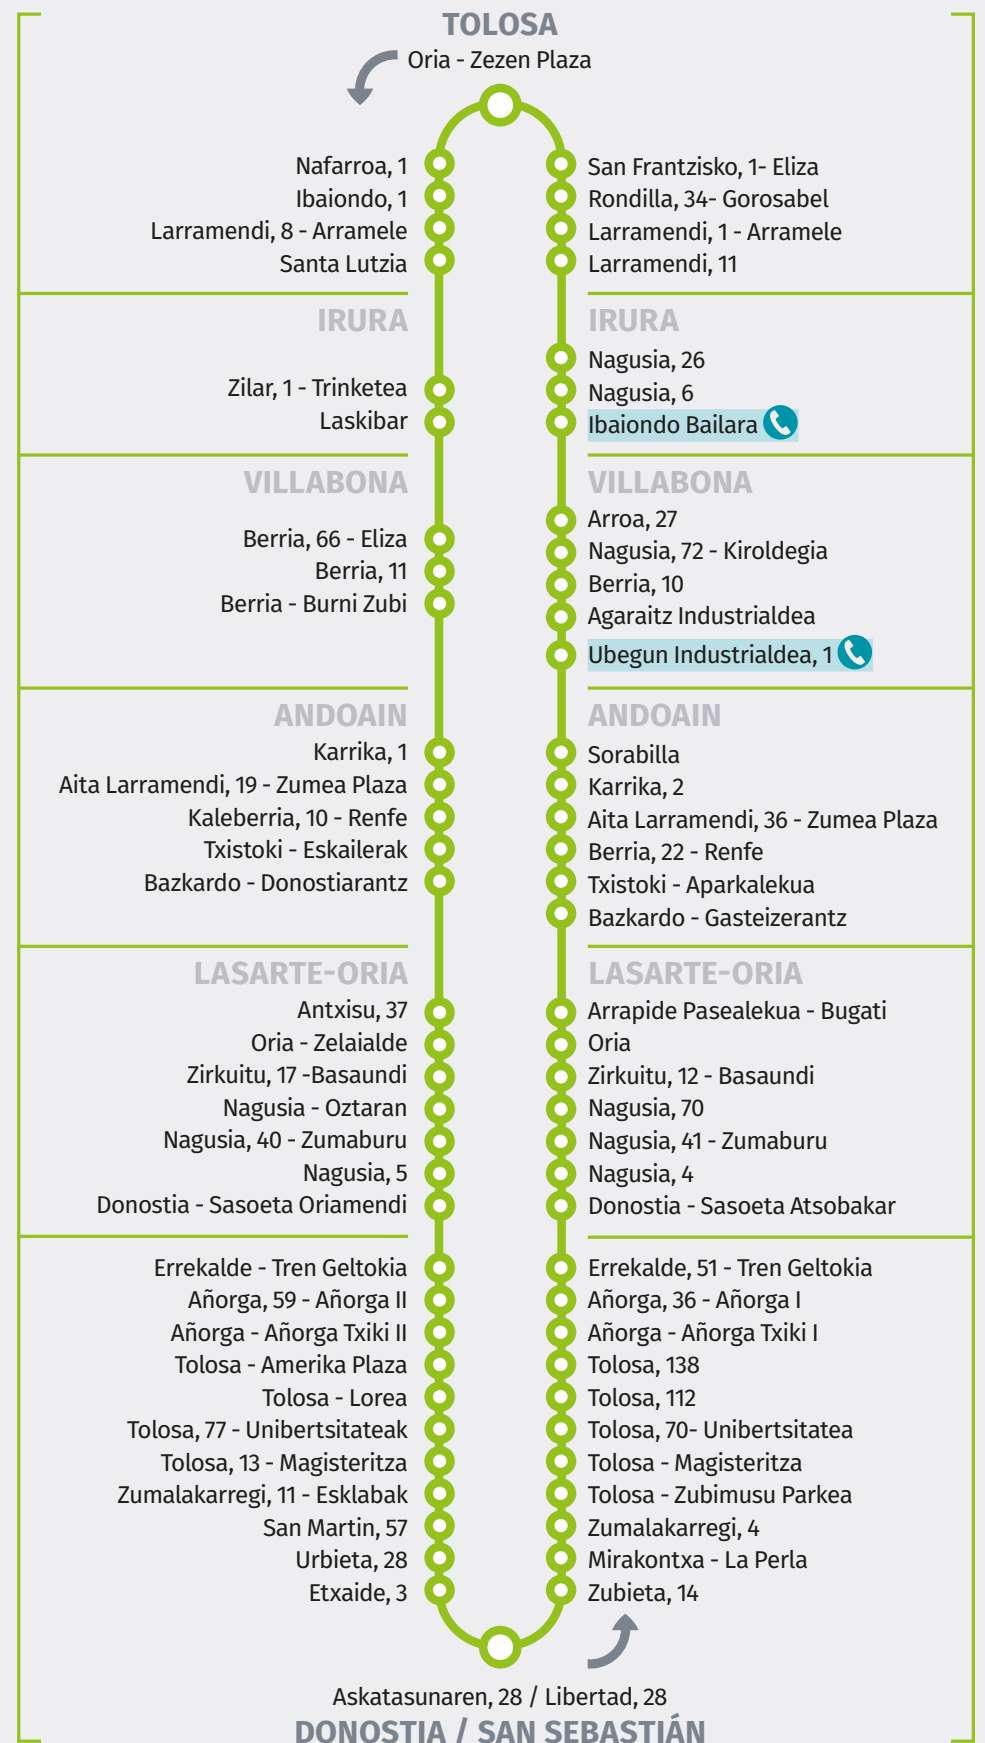 TOLOSA
Oria - Zezen Plaza
Nafarroa, 1
Ibaiondo, 1
Larramendi, 8 - Arramele
Santa Lutzia
IRURA
Zilar, 1 - Trinketea
Laskibar
VILLABONA
Berria, 66 - Eliza
Berria, 11
Berria - Burni Zubi
ANDOAIN
Karrika, 1
Aita Larramendi, 19 - Zumea Plaza
Kaleberria, 10 - Renfe
Txistoki - Eskailerak
Bazkardo - Donostiarantz
LASARTE-ORIA
Antxisu, 37
Oria - Zelaialde
Zirkuitu, 17 -Basaundi
Nagusia - Oztaran
Nagusia, 40 - Zumaburu
Nagusia, 5
Donostia - Sasoeta Oriamendi
Errekalde - Tren Geltokia
Añorga, 59 - Añorga II
Añorga - Añorga Txiki II
Tolosa - Amerika Plaza
Tolosa - Lorea
Tolosa, 77 - Unibertsitateak
Tolosa, 13 - Magisteritza
Zumalakarregi, 11 - Esklabak
San Martin, 57
Urbieta, 28
Etxaide, 3
San Frantzisko, 1- Eliza
Rondilla, 34- Gorosabel
Larramendi, 1 - Arramele
Larramendi, 11
IRURA
Nagusia, 26
Nagusia, 6
Ibaiondo Bailara
VILLABONA
Arroa, 27
Nagusia, 72 - Kiroldegia
Berria, 10
Agaraitz Industrialdea
Ubegun Industrialdea, 1
ANDOAIN
Sorabilla
Karrika, 2
Aita Larramendi, 36 - Zumea Plaza
Berria, 22 - Renfe
Txistoki - Aparkalekua
Bazkardo - Gasteizerantz
LASARTE-ORIA
Arrapide Pasealekua - Bugati
Oria
Zirkuitu, 12 - Basaundi
Nagusia, 70
Nagusia, 41 - Zumaburu
Nagusia, 4
Donostia - Sasoeta Atsobakar
Errekalde, 51 - Tren Geltokia
Añorga, 36 - Añorga I
Añorga - Añorga Txiki I
Tolosa, 138
Tolosa, 112
Tolosa, 70- Unibertsitatea
Tolosa - Magisteritza
Tolosa - Zubimusu Parkea
Zumalakarregi, 4
Mirakontxa - La Perla
Zubieta, 14
Askatasunaren, 28 / Libertad, 28
DONOSTIA / SAN SEBASTIÁN